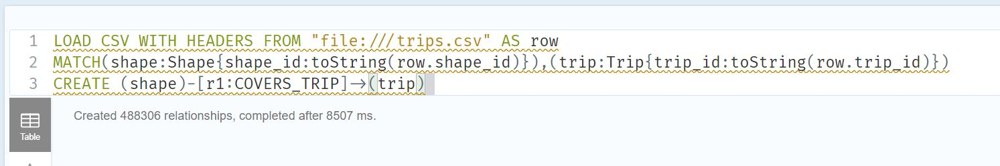 1 LOAD CSV WITH HEADERS FROM "file:///trips.csv" AS row
2 MATCH(shape:Shape{shape_id:toString(row.shape_id)}),(trip:Trip{trip_id:toString(row.trip_id)})
3 CREATE (shape)-[r1:COVERS_TRIP]->(trip)
Created 488306 relationships, completed after 8507 ms.
Table